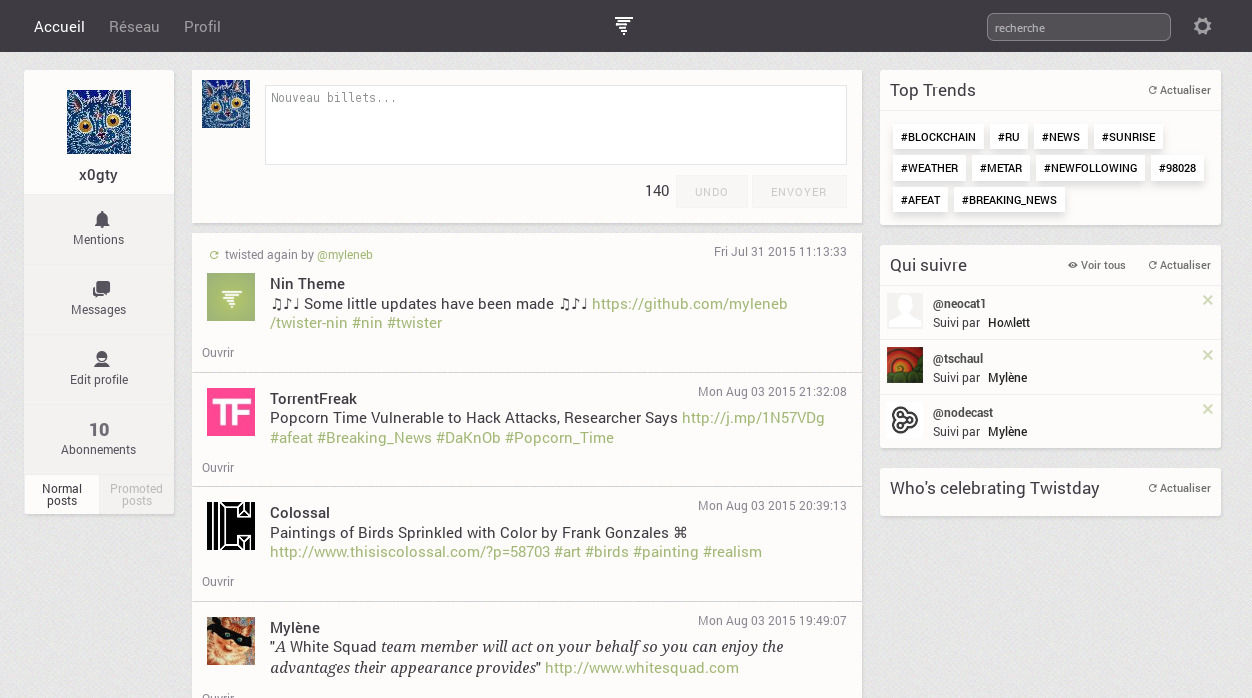 Accueil Réseau Profil
recherche
x0gty
Mentions
Messages
Edit profile
10
Abonnements
Normal posts
Promoted posts
Nouveau billets...
140 UNDO ENVOYER
twisted again by @myleneb
Fri Jul 31 2015 11:13:33
Nin Theme
♫♪♩ Some little updates have been made ♫♪♩ https://github.com/myleneb
/twister-nin #nin #twister
Ouvrir
TorrentFreak
Mon Aug 03 2015 21:32:08
Popcorn Time Vulnerable to Hack Attacks, Researcher Says http://j.mp/1N57VDg
#afeat #Breaking_News #DaKnOb #Popcorn_Time
TF
Ouvrir
Colossal
Mon Aug 03 2015 20:39:13
Paintings of Birds Sprinkled with Color by Frank Gonzales ⌘
http://www.thisiscolossal.com/?p=58703 #art #birds #painting #realism
Ouvrir
Mylène
Mon Aug 03 2015 19:49:07
"A White Squad team member will act on your behalf so you can enjoy the
advantages their appearance provides" http://www.whitesquad.com
Ouvrir
Top Trends
Actualiser
#BLOCKCHAIN #RU #NEWS #SUNRISE
#WEATHER #METAR #NEWFOLLOWING #98028
#AFEAT #BREAKING_NEWS
Qui suivre
Voir tous Actualiser
@neocat1
Suivi par Hoʍlett
@tschaul
Suivi par Mylène
@nodecast
Suivi par Mylène
Who's celebrating Twistday
Actualiser